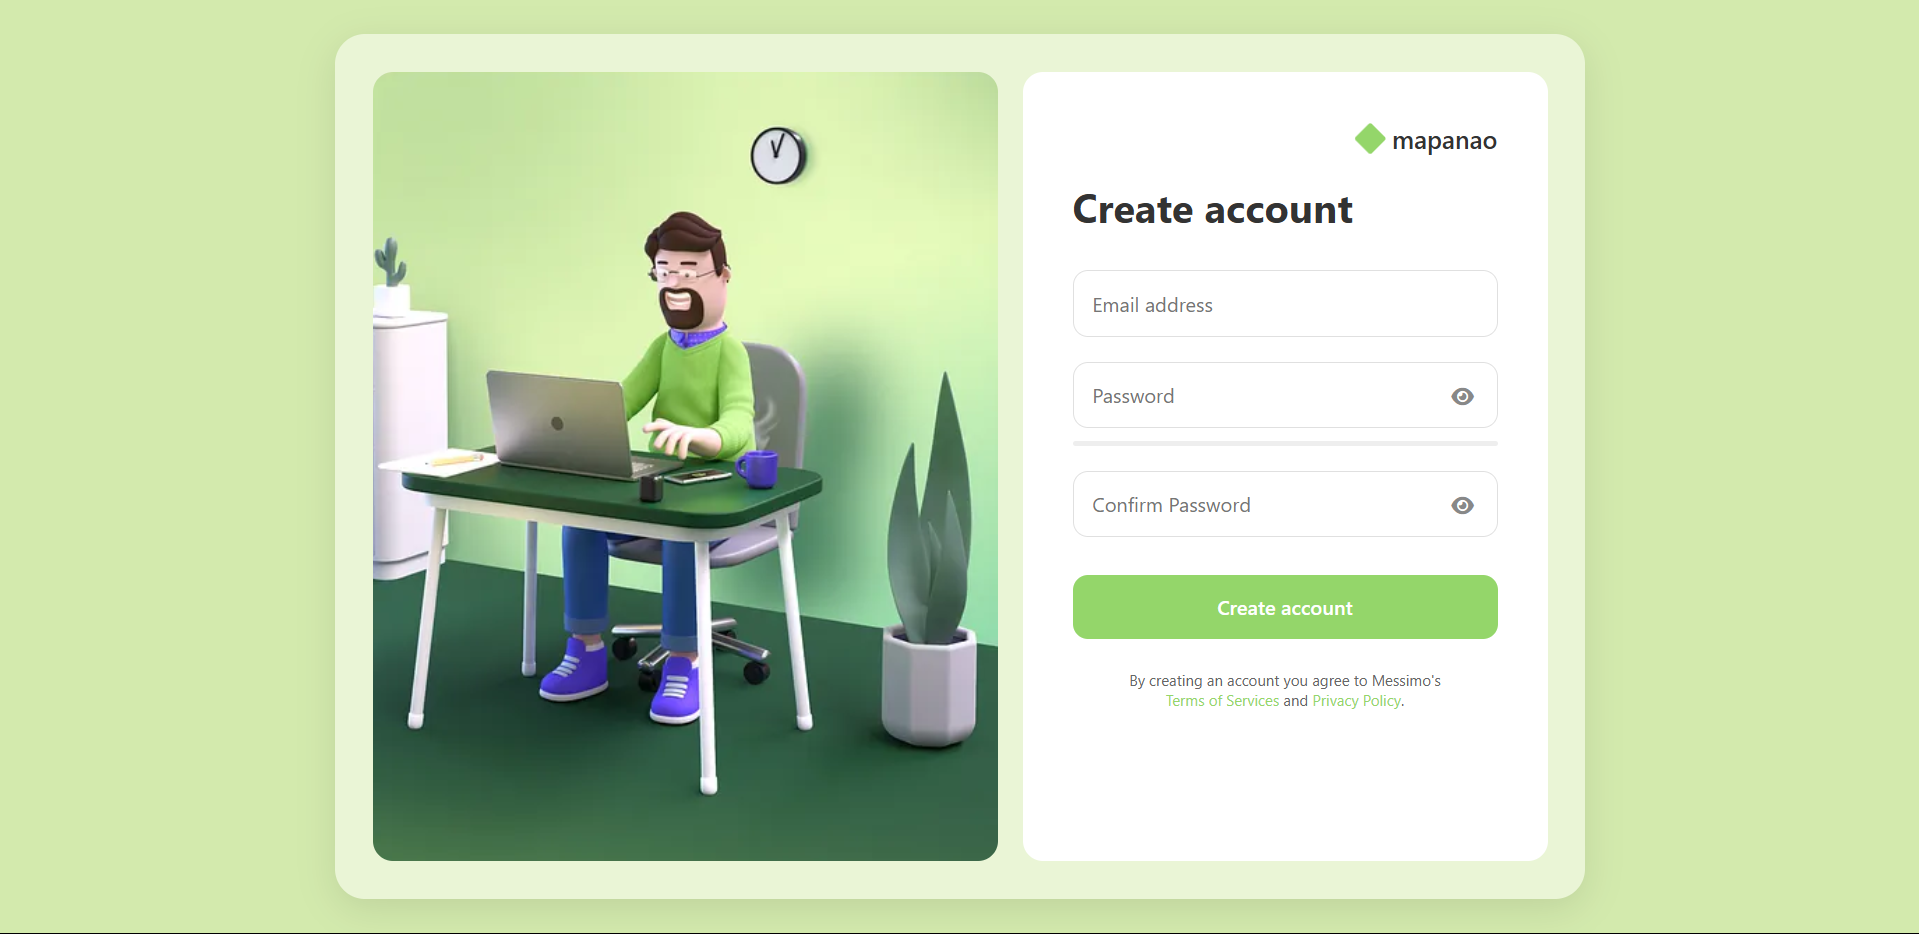 mapanao
Create account
Email address
Password
Confirm Password
Create account
By creating an account you agree to Messimo's
Terms of Services and Privacy Policy.